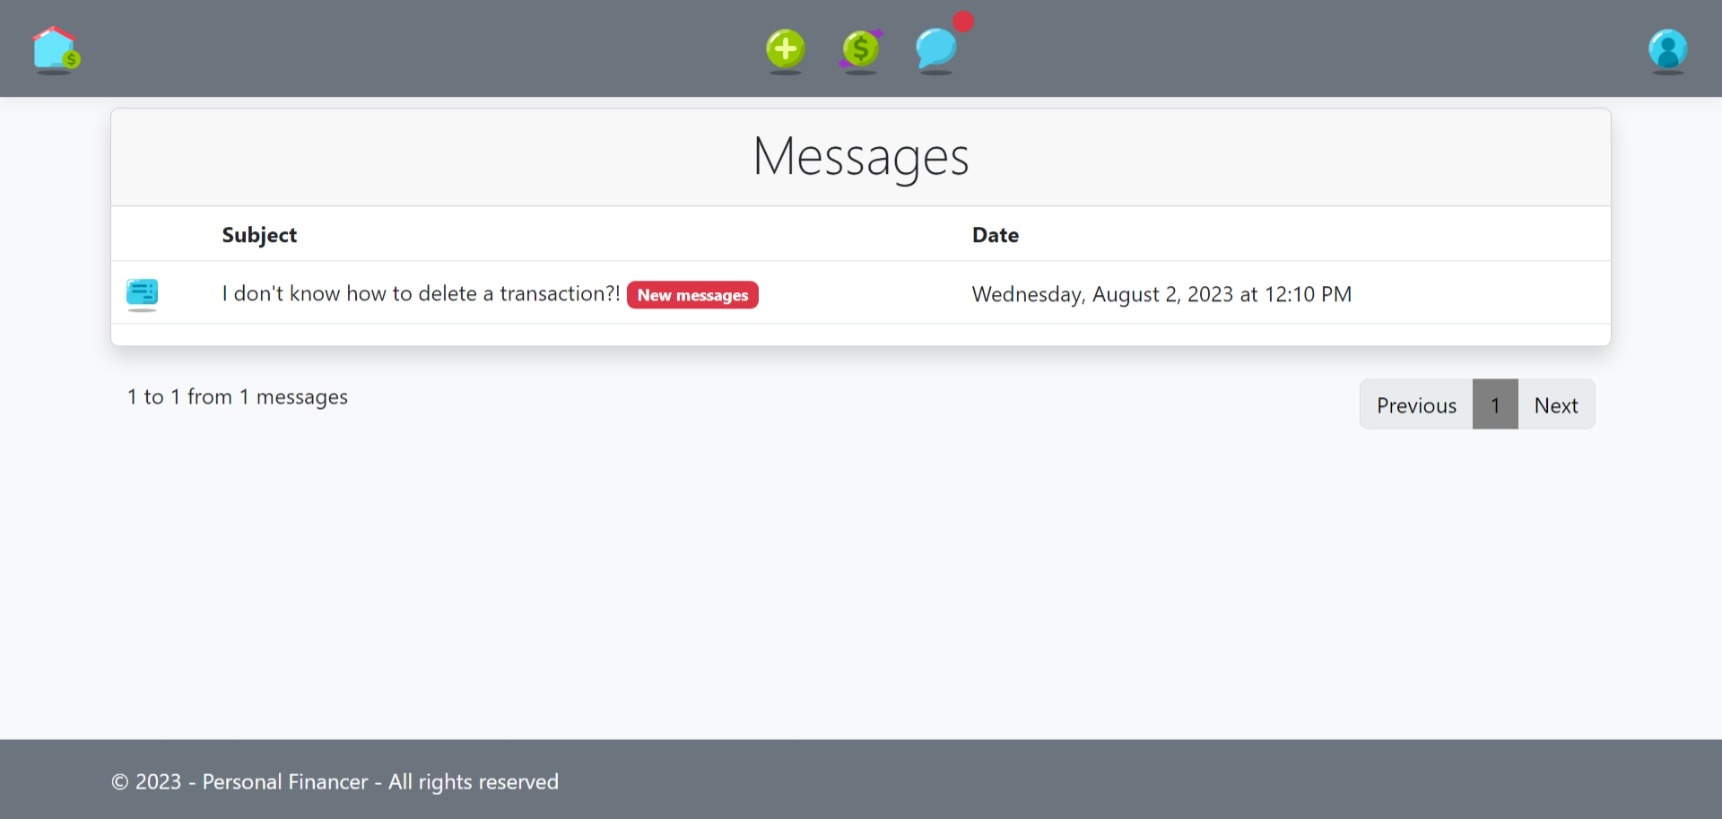 Messages
Subject Date
I don't know how to delete a transaction?! New messages Wednesday, August 2, 2023 at 12:10 PM
1 to 1 from 1 messages Previous 1 Next
© 2023 - Personal Financer - All rights reserved